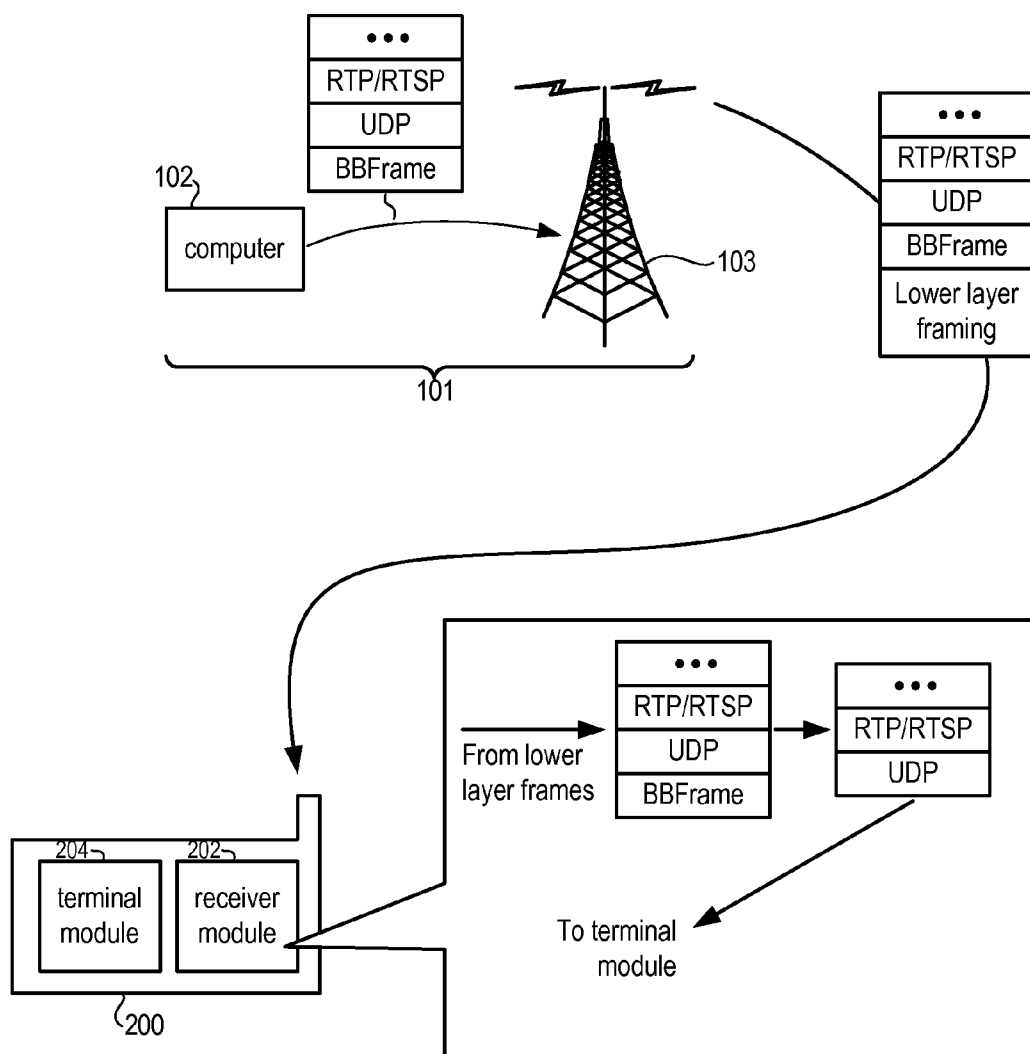 •••
RTP/RTSP
UDP
BBFrame
102
computer
103
101
•••
RTP/RTSP
UDP
BBFrame
Lower layer
framing
From lower
layer frames
•••
RTP/RTSP
UDP
BBFrame
•••
RTP/RTSP
UDP
To terminal
module
204
terminal
module
202
receiver
module
200